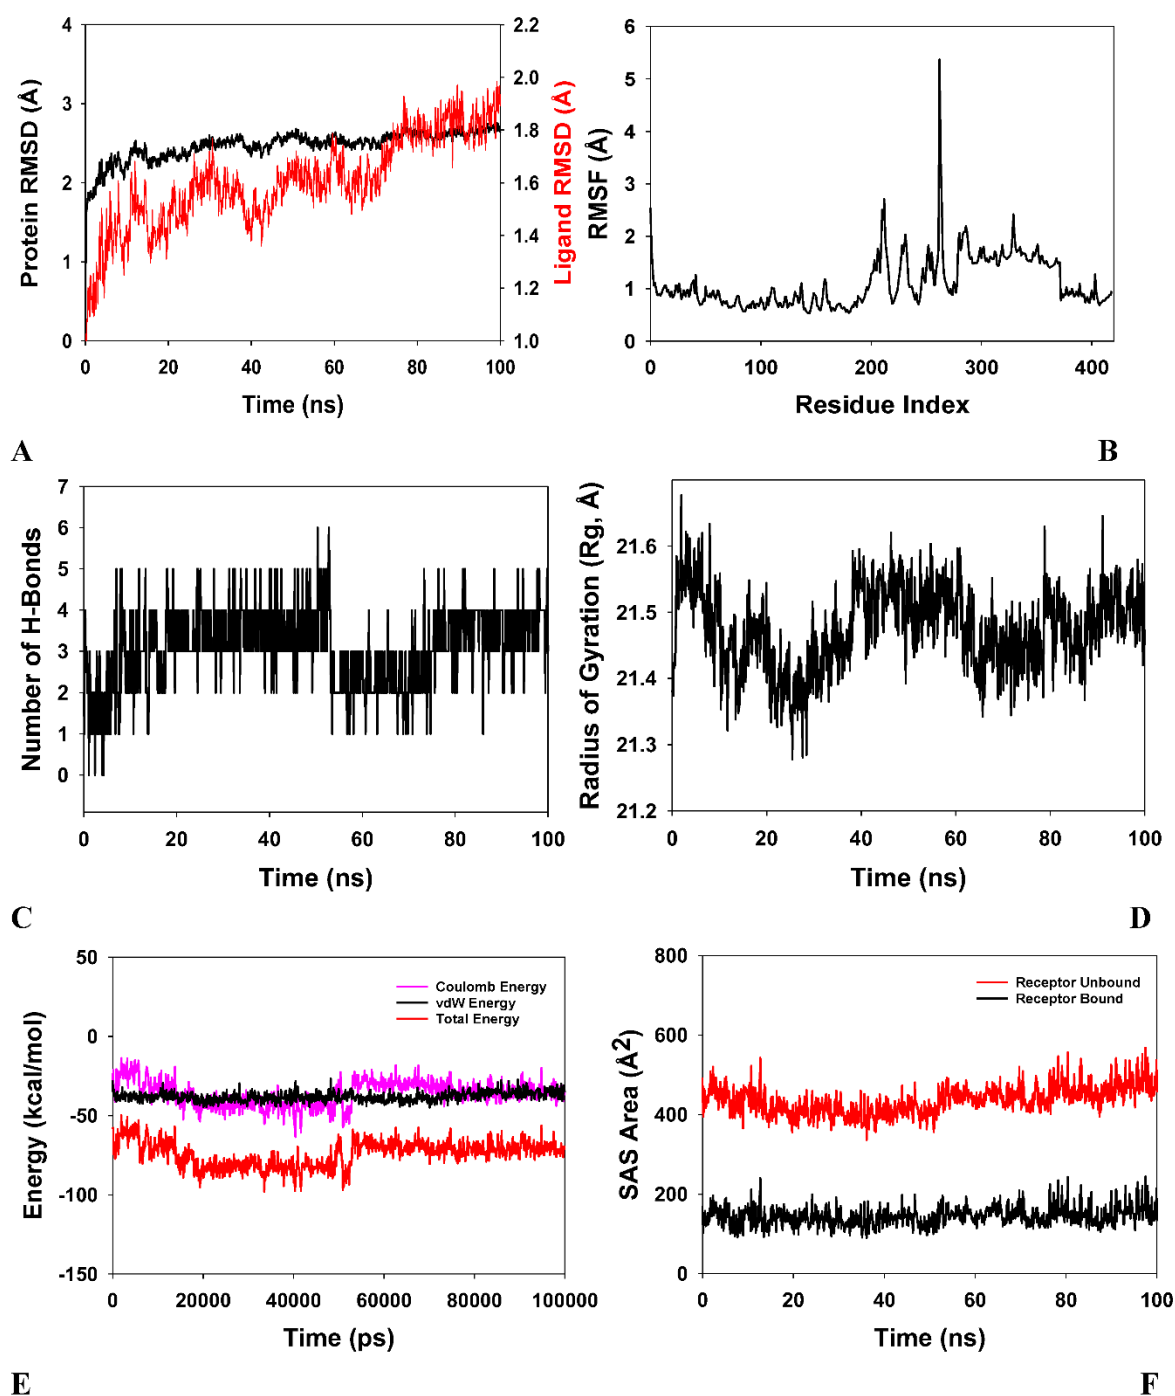 Protein RMSD (Å)
4
3
2
1
0
2.2
2.0
1.8
1.6
1.4
1.2
1.0
Ligand RMSD (Å)
0 20 40 60 80 100
Time (ns)
A
RMSF (Å)
6
5
4
3
2
1
0
0 100 200 300 400
Residue Index
B
Number of H-Bonds
7
6
5
4
3
2
1
0
0 20 40 60 80 100
Time (ns)
C
Radius of Gyration (Rg, Å)
21.6
21.5
21.4
21.3
21.2
0 20 40 60 80 100
Time (ns)
D
Energy (kcal/mol)
50
0
-50
-100
-150
Coulomb Energy
vdW Energy
Total Energy
0 20000 40000 60000 80000 100000
Time (ps)
E
SAS Area (Å²)
800
600
400
200
0
Receptor Unbound
Receptor Bound
0 20 40 60 80 100
Time (ns)
F